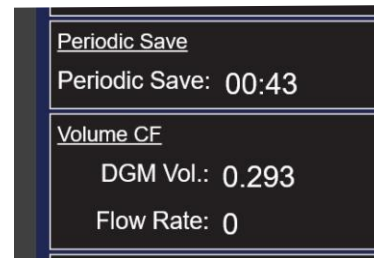 Periodic Save
Periodic Save: 00:43
Volume CF
DGM Vol.: 0.293
Flow Rate: 0